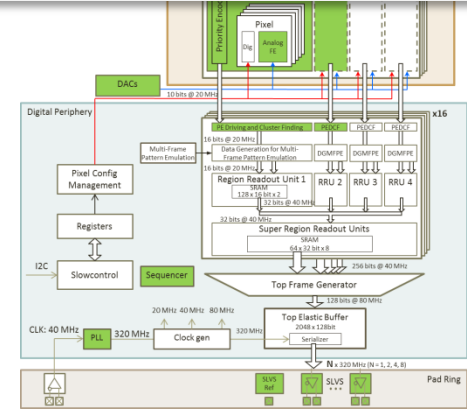 Priority Encoder
Pixel
Dig
Analog
FE
DACs
10 bits @ 20 MHz
Digital Periphery
x16
PE Driving and Cluster Finding
PEDCF
PEDCF
PEDCF
16 bits @ 20 MHz
Multi-Frame
Pattern Emulation
Data Generation for Multi-
Frame Pattern Emulation
DGMFPE
DGMFPE
DGMFPE
16 bits @ 20 MHz
Pixel Config
Management
Region Readout Unit 1
SRAM
128 x 16 bit x 2
RRU 2
RRU 3
RRU 4
32 bits @ 40 MHz
32 bits @ 40 MHz
Registers
Super Region Readout Units
SRAM
64 x 32 bit x 8
I2C
Slowcontrol
Sequencer
256 bits @ 40 MHz
Top Frame Generator
128 bits @ 80 MHz
20 MHz
40 MHz
80 MHz
Top Elastic Buffer
2048 x 128bit
Serializer
CLK: 40 MHz
PLL
320 MHz
Clock gen
320 MHz
N x 320 MHz (N = 1, 2, 4, 8)
SLVS
Ref
SLVS
...
Pad Ring